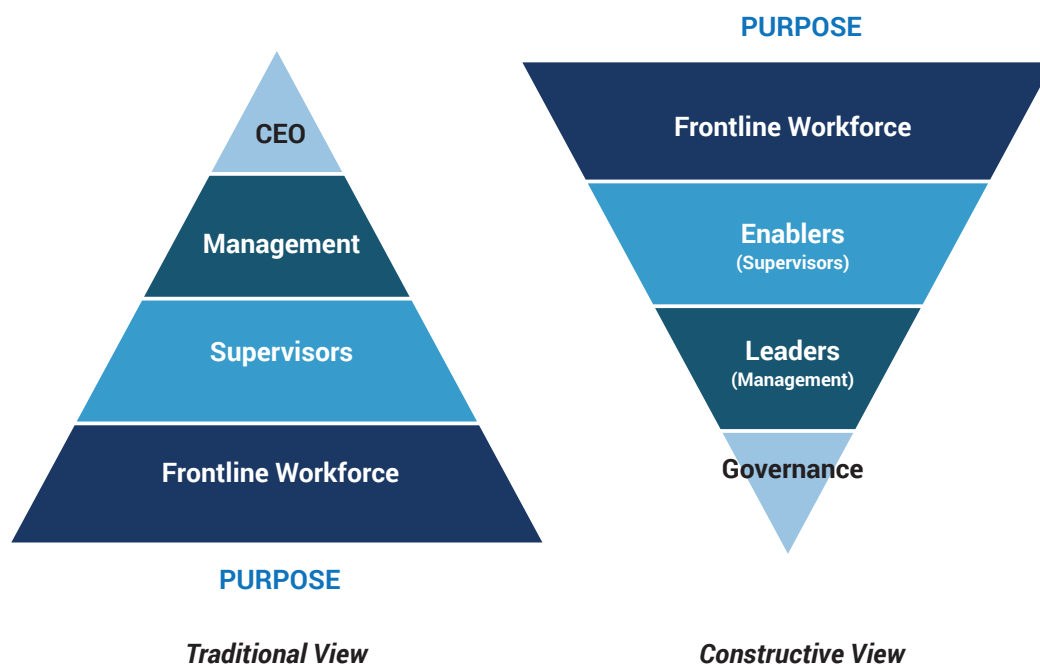 CEO
Management
Supervisors
Frontline Workforce
PURPOSE
Traditional View
PURPOSE
Frontline Workforce
Enablers
(Supervisors)
Leaders
(Management)
Governance
Constructive View